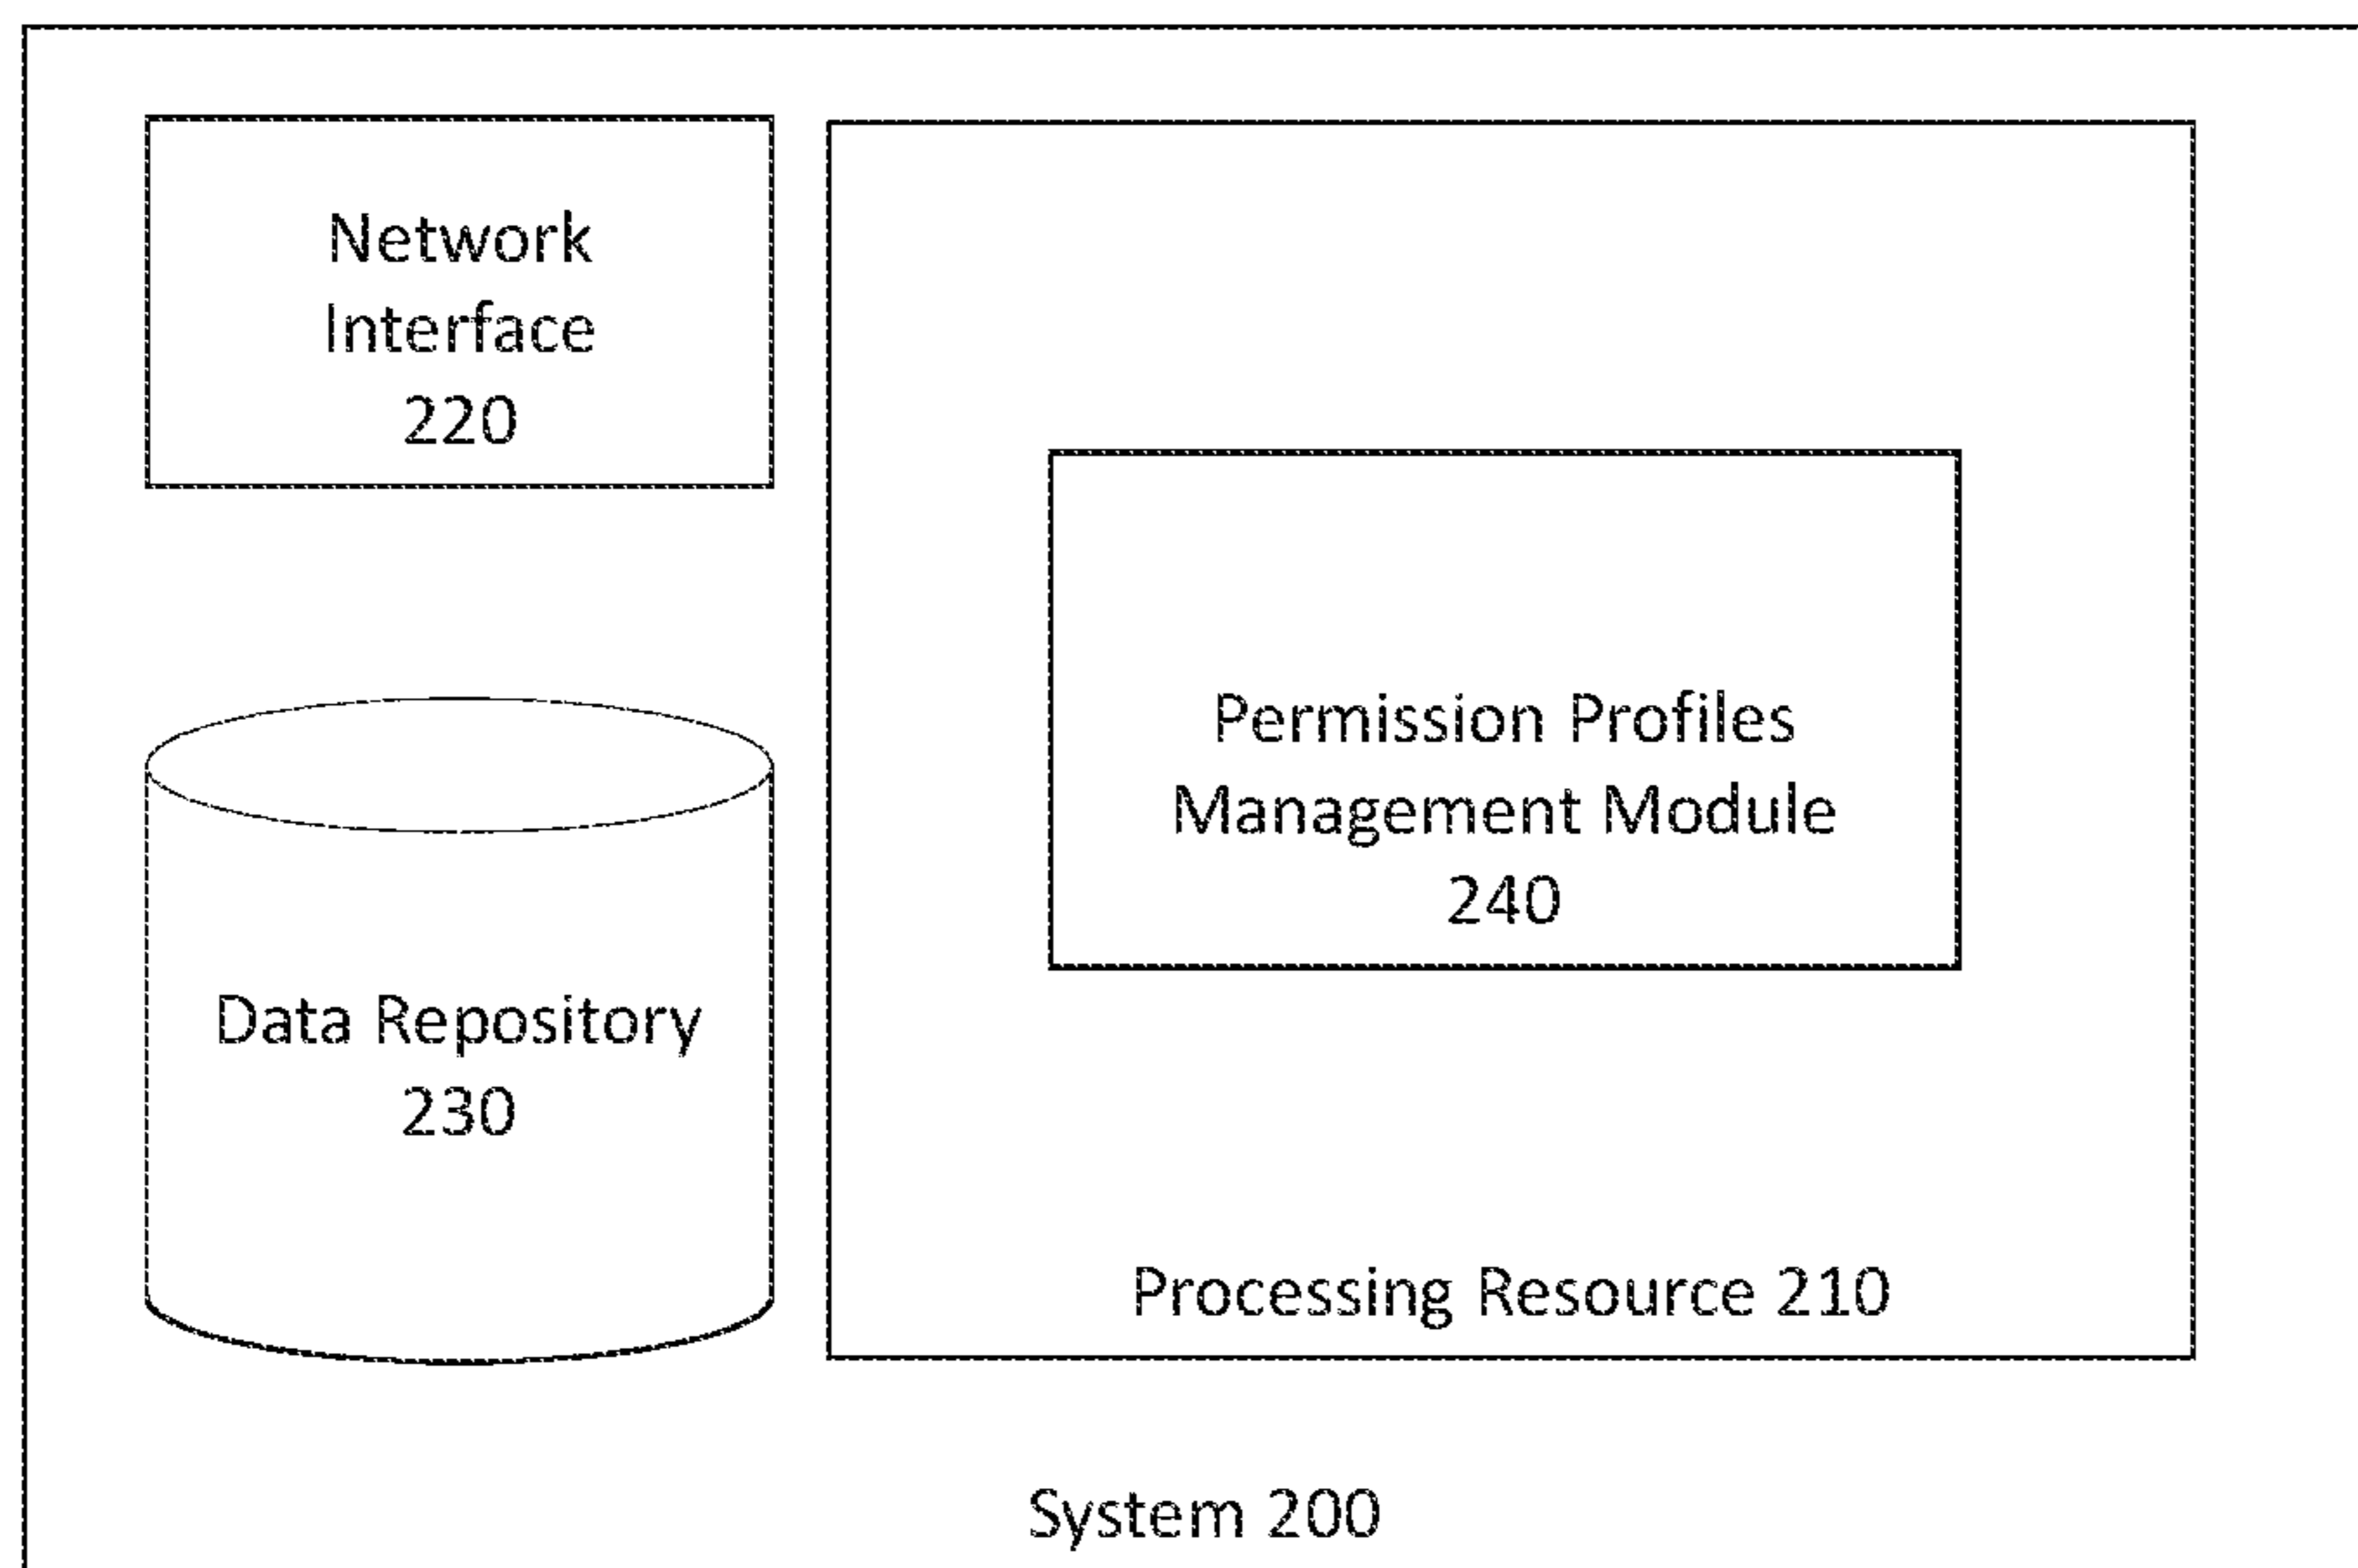 Network
Interface
220
Permission Profiles
Management Module
240
Data Repository
230
Processing Resource 210
System 200